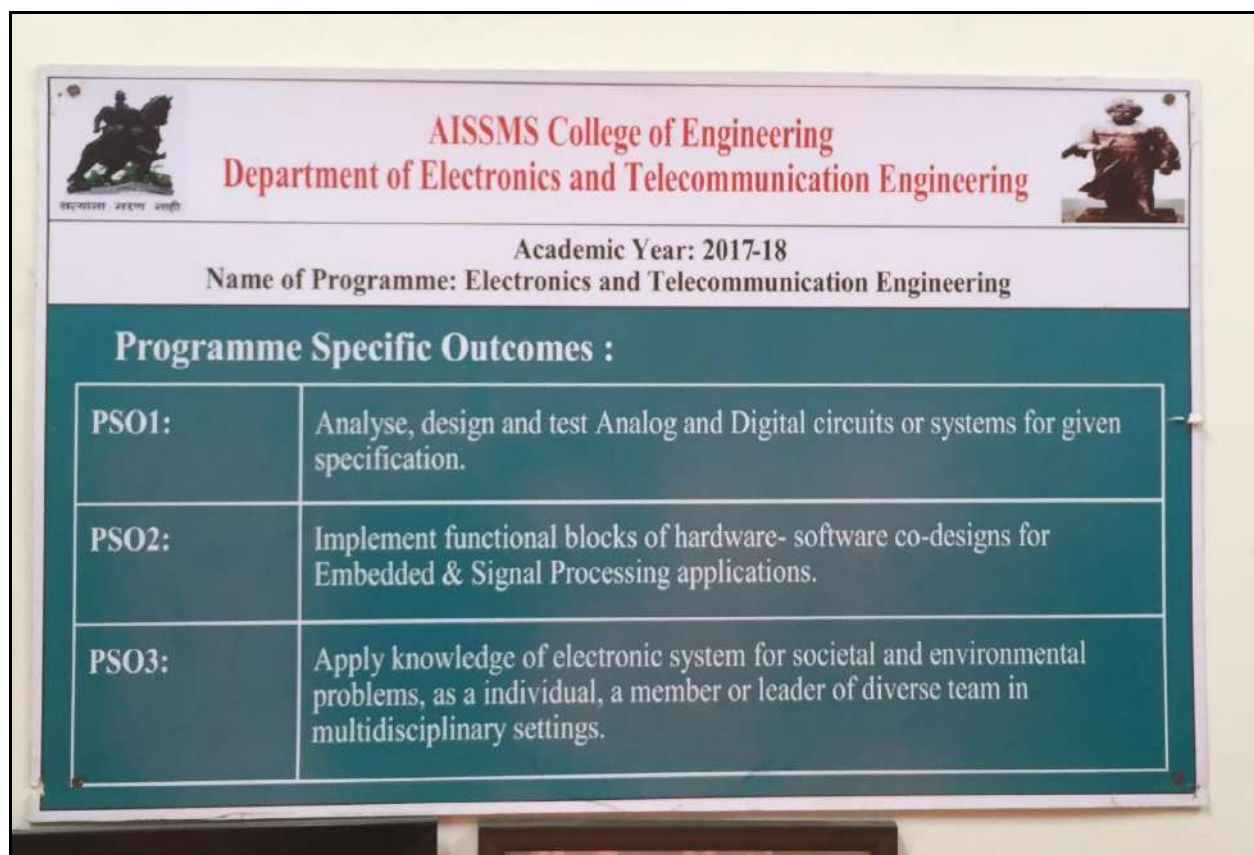 AISSMS College of Engineering
Department of Electronics and Telecommunication Engineering
सत्याला मरण नाही
Academic Year: 2017-18
Name of Programme: Electronics and Telecommunication Engineering
Programme Specific Outcomes :
PSO1:
Analyse, design and test Analog and Digital circuits or systems for given
specification.
PSO2:
Implement functional blocks of hardware- software co-designs for
Embedded & Signal Processing applications.
PSO3:
Apply knowledge of electronic system for societal and environmental
problems, as a individual, a member or leader of diverse team in
multidisciplinary settings.